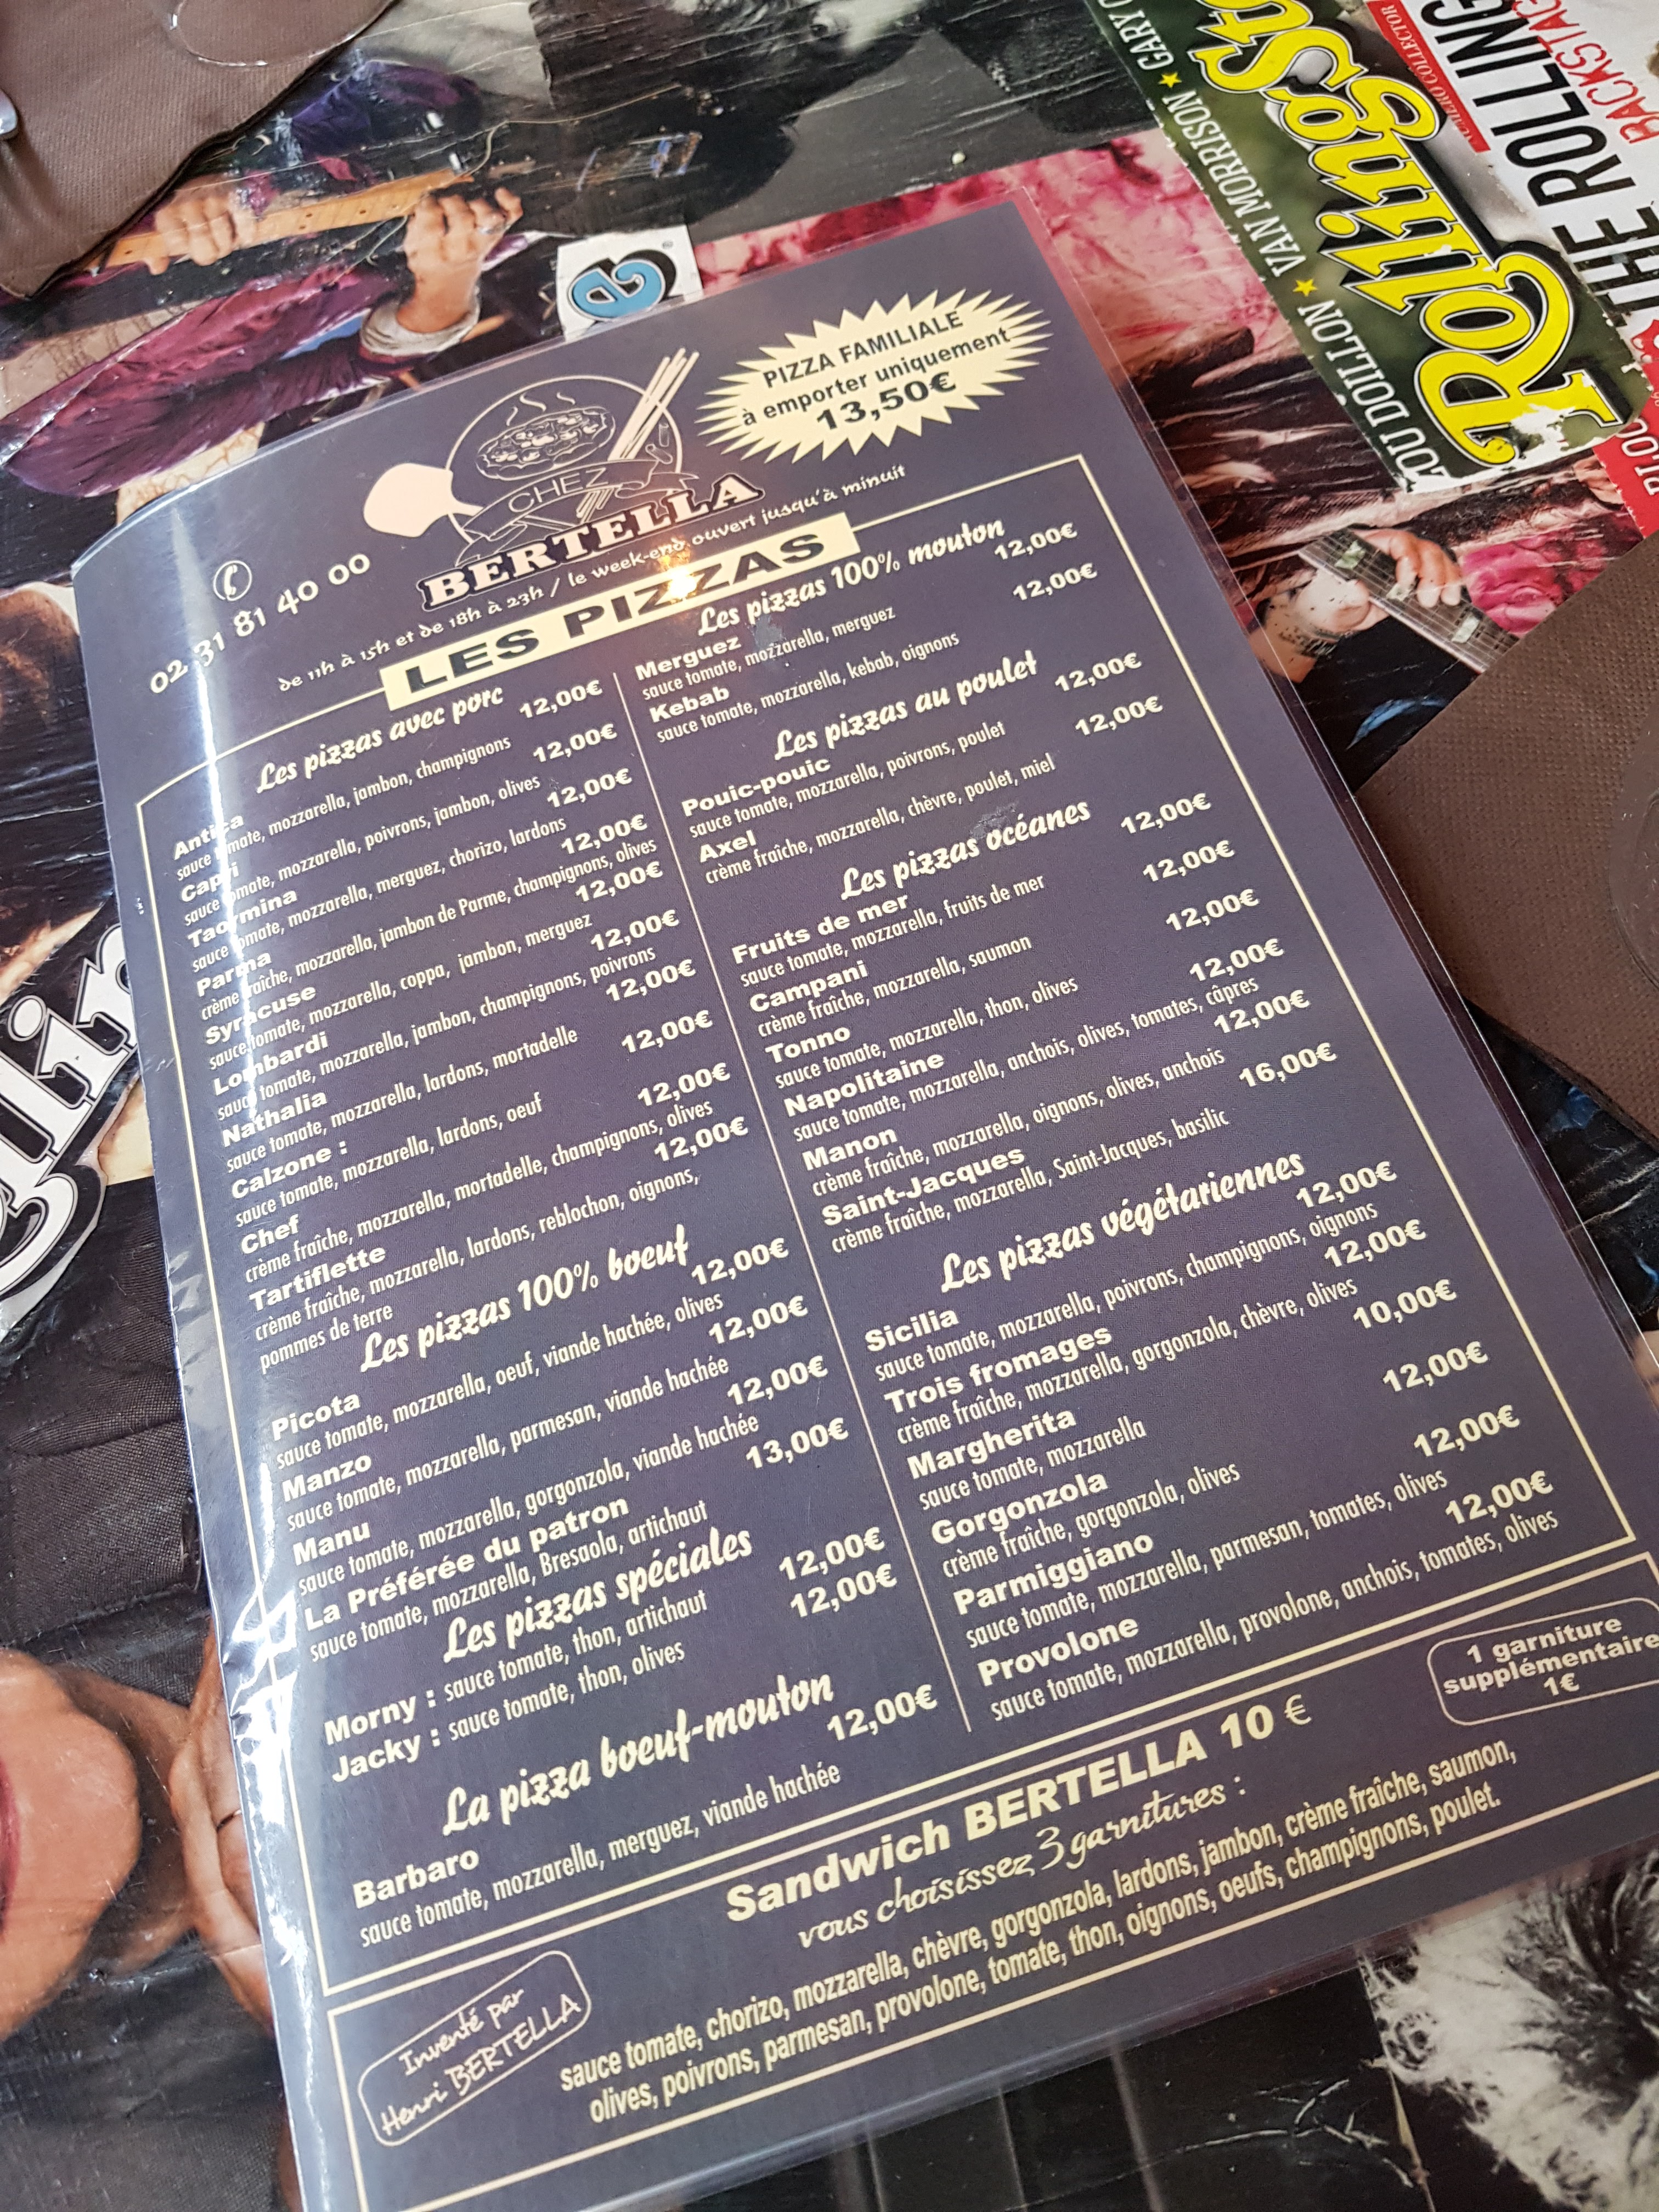 GARY C
LOU DOILLON ★ VAN MORRISON ★
RollingSto
NUMÉRO COLLECTOR
THE ROLLING
BACKSTAG
PIZZA FAMILIALE
à emporter uniquement
13,50€
CHEZ
BERTELLA
02 31 81 40 00
de 11h à 15h et de 18h à 23h / le week-end ouvert jusqu'à minuit
LES PIZZAS
Les pizzas avec porc
Antica 12,00€
sauce tomate, mozzarella, jambon, champignons
Capri 12,00€
sauce tomate, mozzarella, poivrons, jambon, olives
Taormina 12,00€
sauce tomate, mozzarella, merguez, chorizo, lardons
Parma 12,00€
crème fraîche, mozzarella, jambon de Parme, champignons, olives
Syracuse 12,00€
sauce tomate, mozzarella, coppa, jambon, merguez
Lombardi 12,00€
sauce tomate, mozzarella, jambon, champignons, poivrons
Nathalia 12,00€
sauce tomate, mozzarella, lardons, mortadelle
Calzone : 12,00€
sauce tomate, mozzarella, lardons, oeuf
Chef 12,00€
crème fraîche, mozzarella, mortadelle, champignons, olives
Tartiflette 12,00€
crème fraîche, mozzarella, lardons, reblochon, oignons,
pommes de terre
Les pizzas 100% boeuf
Picota 12,00€
sauce tomate, mozzarella, oeuf, viande hachée, olives
Manzo 12,00€
sauce tomate, mozzarella, parmesan, viande hachée
Manu 12,00€
sauce tomate, mozzarella, gorgonzola, viande hachée
La Préférée du patron 13,00€
sauce tomate, mozzarella, Bresaola, artichaut
Les pizzas spéciales
Morny : sauce tomate, thon, artichaut 12,00€
Jacky : sauce tomate, thon, olives 12,00€
La pizza boeuf-mouton
Barbaro 12,00€
sauce tomate, mozzarella, merguez, viande hachée
Les pizzas 100% mouton
Merguez 12,00€
sauce tomate, mozzarella, merguez
Kebab 12,00€
sauce tomate, mozzarella, kebab, oignons
Les pizzas au poulet
Pouic-pouic 12,00€
sauce tomate, mozzarella, poivrons, poulet
Axel 12,00€
crème fraîche, mozzarella, chèvre, poulet, miel
Les pizzas océanes
Fruits de mer 12,00€
sauce tomate, mozzarella, fruits de mer
Campani 12,00€
crème fraîche, mozzarella, saumon
Tonno 12,00€
sauce tomate, mozzarella, thon, olives
Napolitaine 12,00€
sauce tomate, mozzarella, anchois, olives, tomates, câpres
Manon 12,00€
crème fraîche, mozzarella, oignons, olives, anchois
Saint-Jacques 16,00€
crème fraîche, mozzarella, Saint-Jacques, basilic
Les pizzas végétariennes
Sicilia 12,00€
sauce tomate, mozzarella, poivrons, champignons, oignons
Trois fromages 12,00€
crème fraîche, mozzarella, gorgonzola, chèvre, olives
Margherita 10,00€
sauce tomate, mozzarella
Gorgonzola 12,00€
crème fraîche, gorgonzola, olives
Parmiggiano 12,00€
sauce tomate, mozzarella, parmesan, tomates, olives
Provolone 12,00€
sauce tomate, mozzarella, provolone, anchois, tomates, olives
1 garniture
supplémentaire
1€
Sandwich BERTELLA 10 €
vous choisissez 3 garnitures :
sauce tomate, chorizo, mozzarella, chèvre, gorgonzola, lardons, jambon, crème fraîche, saumon,
olives, poivrons, parmesan, provolone, tomate, thon, oignons, oeufs, champignons, poulet.
Inventé par
Henri BERTELLA